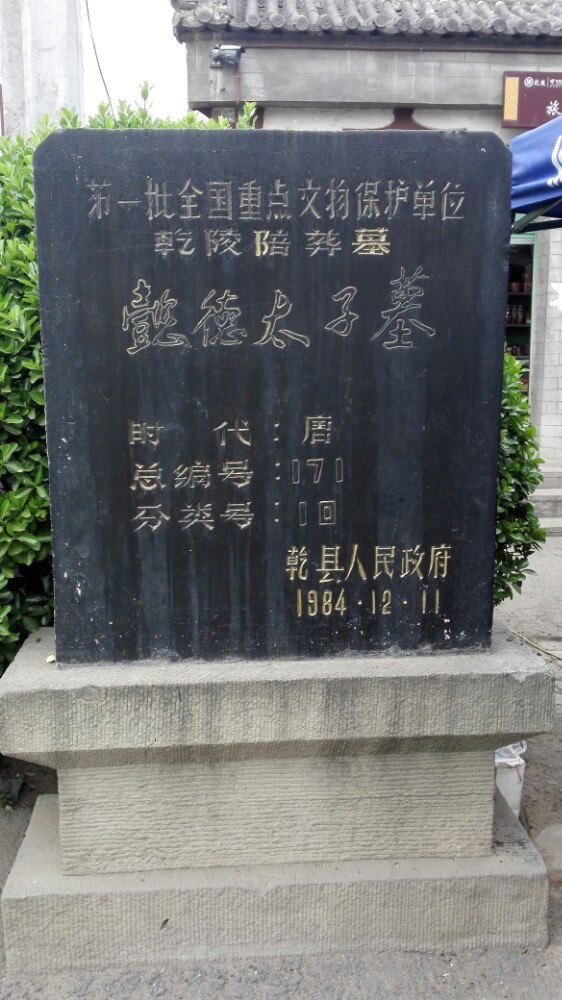 第一批全国重点文物保护单位
乾陵陪葬墓
懿德太子墓
时 代：唐
总编号：171
分类号：10
乾县人民政府
1984·12·11
旅